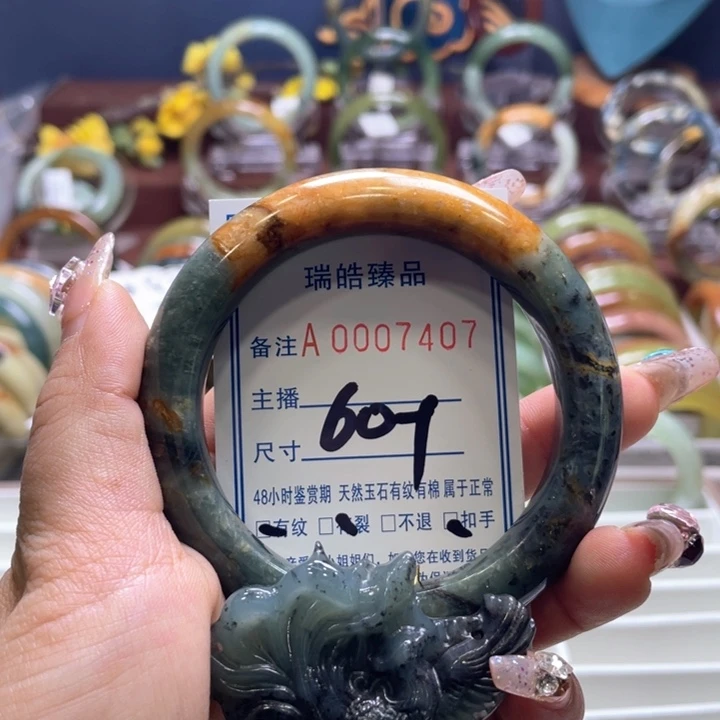 瑞皓臻品
备注A 0007407
主播
尺寸
48小时鉴赏期 天然玉石有纹有棉 属于正常
□有纹 □有裂 □不退 □扣手